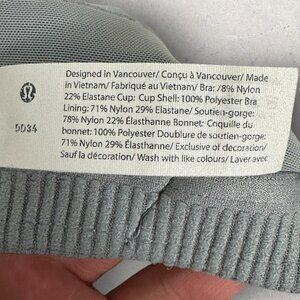 Designed in Vancouver/ Conçu à Vancouver/ Made
in Vietnam/ Fabriqué au Vietnam/ Bra: 78% Nylon
22% Elastane Cup: Cup Shell: 100% Polyester Bra
Lining: 71% Nylon 29% Elastane/ Soutien-gorge:
78% Nylon 22% Élasthanne Bonnet: Coquille du
bonnet: 100% Polyester Doublure de soutien-gorge:
71% Nylon 29% Élasthanne/ Exclusive of decoration/
Sauf la décoration/ Wash with like colours/ Laver avec
DD34